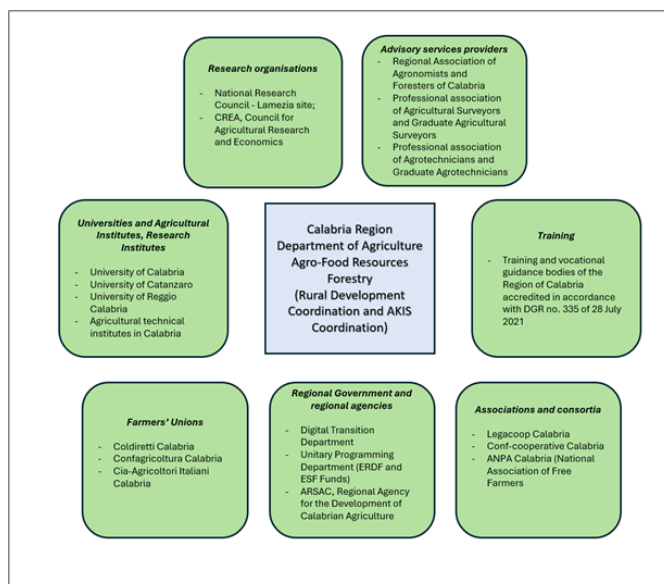 Research organisations
- National Research
Council - Lamezia site;
- CREA, Council for
Agricultural Research
and Economics
Advisory services providers
- Regional Association of
Agronomists and
Foresters of Calabria
- Professional association
of Agricultural Surveyors
and Graduate Agricultural
Surveyors
- Professional association
of Agrotechnicians and
Graduate Agrotechnicians
Universities and Agricultural
Institutes, Research
Institutes
- University of Calabria
- University of Catanzaro
- University of Reggio
Calabria
- Agricultural technical
institutes in Calabria
Calabria Region
Department of Agriculture
Agro-Food Resources
Forestry
(Rural Development
Coordination and AKIS
Coordination)
Training
- Training and vocational
guidance bodies of the
Region of Calabria
accredited in accordance
with DGR no. 335 of 28 July
2021
Farmers' Unions
- Coldiretti Calabria
- Confagricoltura Calabria
- Cia-Agricoltori Italiani
Calabria
Regional Government and
regional agencies
- Digital Transition
Department
- Unitary Programming
Department (ERDF and
ESF Funds)
- ARSAC, Regional Agency
for the Development of
Calabrian Agriculture
Associations and consortia
- Legacoop Calabria
- Conf-cooperative Calabria
- ANPA Calabria (National
Association of Free
Farmers